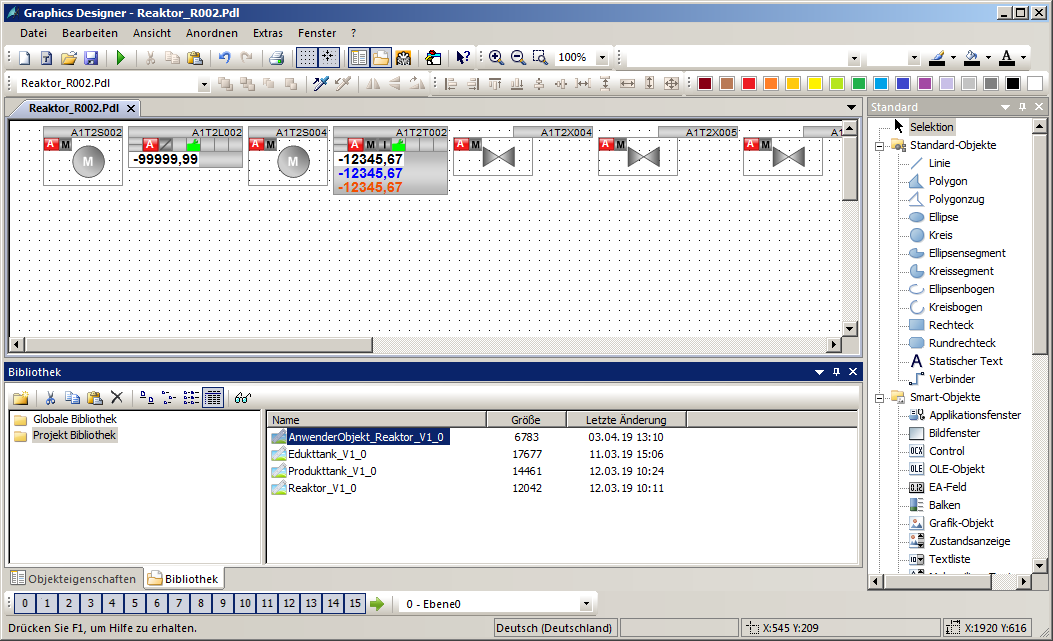 Graphics Designer - Reaktor_R002.Pdl
Datei Bearbeiten Ansicht Anordnen Extras Fenster ?
100%
Reaktor_R002.Pdl
Reaktor_R002.Pdl
A1T2S002 A1T2L002 A1T2S004 A1T2T002 A1T2X004 A1T2X005 A1
A M A A M A M I A M A M A M
M -99999,99 M -12345,67
-12345,67
-12345,67
Standard
Selektion
Standard-Objekte
Linie
Polygon
Polygonzug
Ellipse
Kreis
Ellipsensegment
Kreissegment
Ellipsenbogen
Kreisbogen
Rechteck
Rundrechteck
A Statischer Text
Verbinder
Smart-Objekte
Applikationsfenster
Bildfenster
OCX Control
OLE OLE-Objekt
0.12 EA-Feld
Balken
Grafik-Objekt
Zustandsanzeige
Textliste
Bibliothek
Globale Bibliothek
Projekt Bibliothek
Name Größe Letzte Änderung
AnwenderObjekt_Reaktor_V1_0 6783 03.04.19 13:10
Edukttank_V1_0 17677 11.03.19 15:06
Produkttank_V1_0 14461 12.03.19 10:24
Reaktor_V1_0 12042 12.03.19 10:11
Objekteigenschaften Bibliothek
0 1 2 3 4 5 6 7 8 9 10 11 12 13 14 15 0 - Ebene0
Drücken Sie F1, um Hilfe zu erhalten. Deutsch (Deutschland) X:545 Y:209 X:1920 Y:616